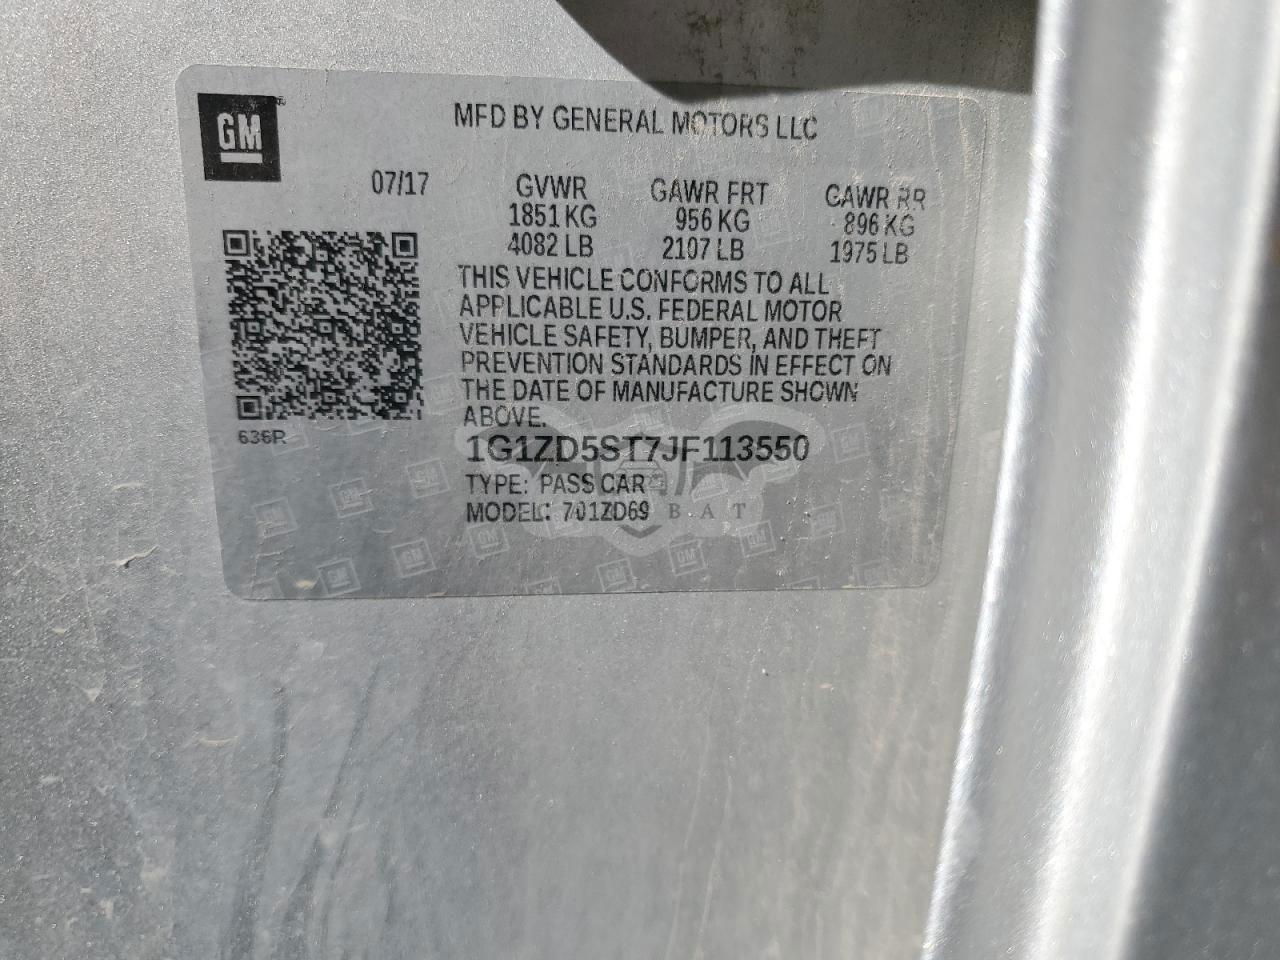 GM
MFD BY GENERAL MOTORS LLC
07/17 GVWR GAWR FRT GAWR RR
1851 KG 956 KG 896 KG
4082 LB 2107 LB 1975 LB
THIS VEHICLE CONFORMS TO ALL
APPLICABLE U.S. FEDERAL MOTOR
VEHICLE SAFETY, BUMPER, AND THEFT
PREVENTION STANDARDS IN EFFECT ON
THE DATE OF MANUFACTURE SHOWN
ABOVE.
636R
1G1ZD5ST7JF113550
TYPE: PASS CAR
MODEL: 701ZD69
BAT